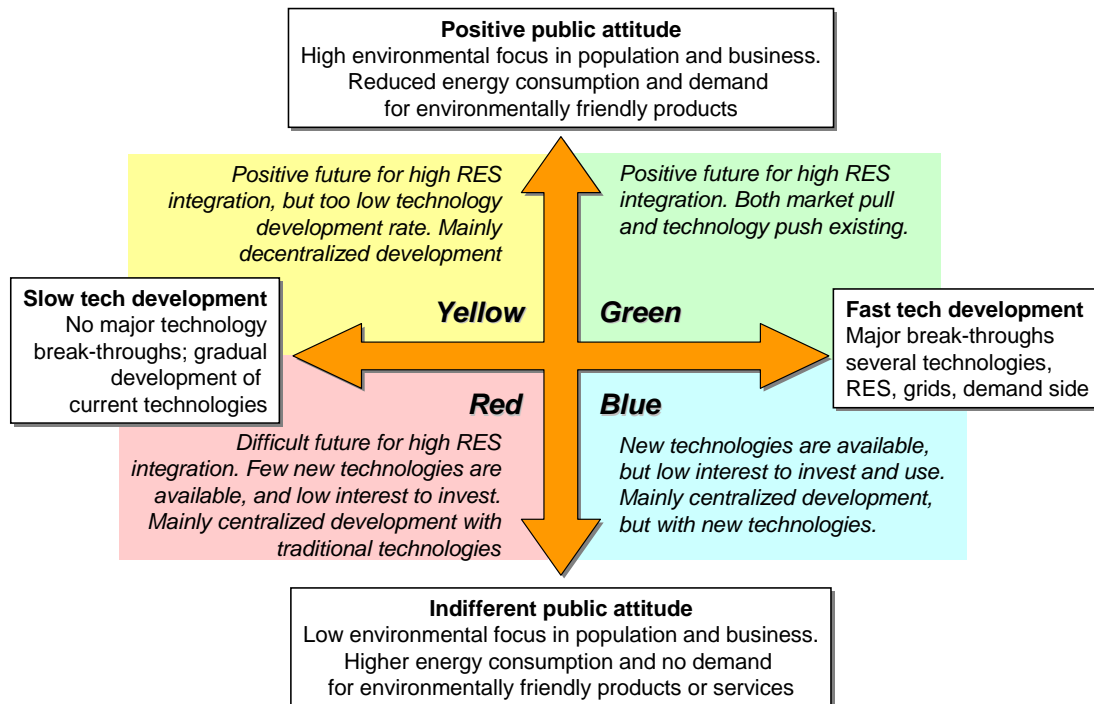 Positive public attitude
High environmental focus in population and business.
Reduced energy consumption and demand
for environmentally friendly products
Positive future for high RES
integration, but too low technology
development rate. Mainly
decentralized development
Positive future for high RES
integration. Both market pull
and technology push existing.
Slow tech development
No major technology
break-throughs; gradual
development of
current technologies
Yellow
Green
Fast tech development
Major break-throughs
several technologies,
RES, grids, demand side
Red
Blue
Difficult future for high RES
integration. Few new technologies are
available, and low interest to invest.
Mainly centralized development with
traditional technologies
New technologies are available,
but low interest to invest and use.
Mainly centralized development,
but with new technologies.
Indifferent public attitude
Low environmental focus in population and business.
Higher energy consumption and no demand
for environmentally friendly products or services